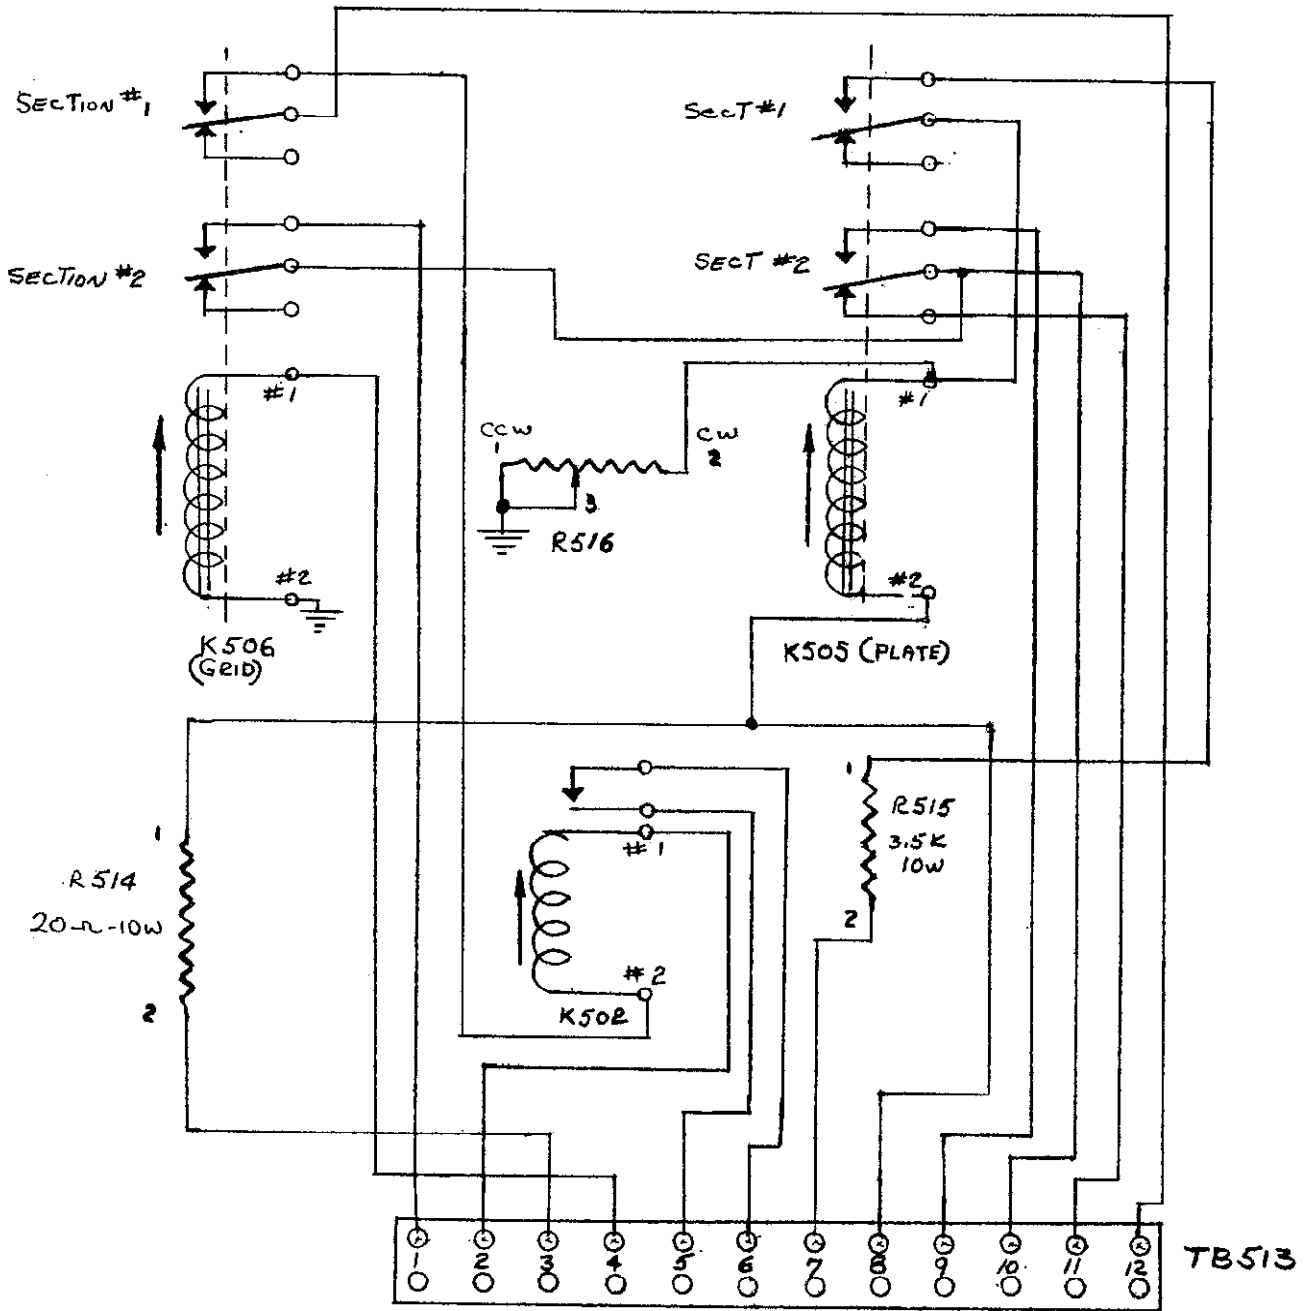 SECTION #1
SECT #1
SECTION #2
SECT #2
#1
#1
CCW
1
CW
2
3
R516
#2
#2
K506
(GRID)
K505 (PLATE)
1
R515
3.5K
10W
2
1
R514
20Ω-10W
2
#1
#2
K502
1 2 3 4 5 6 7 8 9 10 11 12
TB513